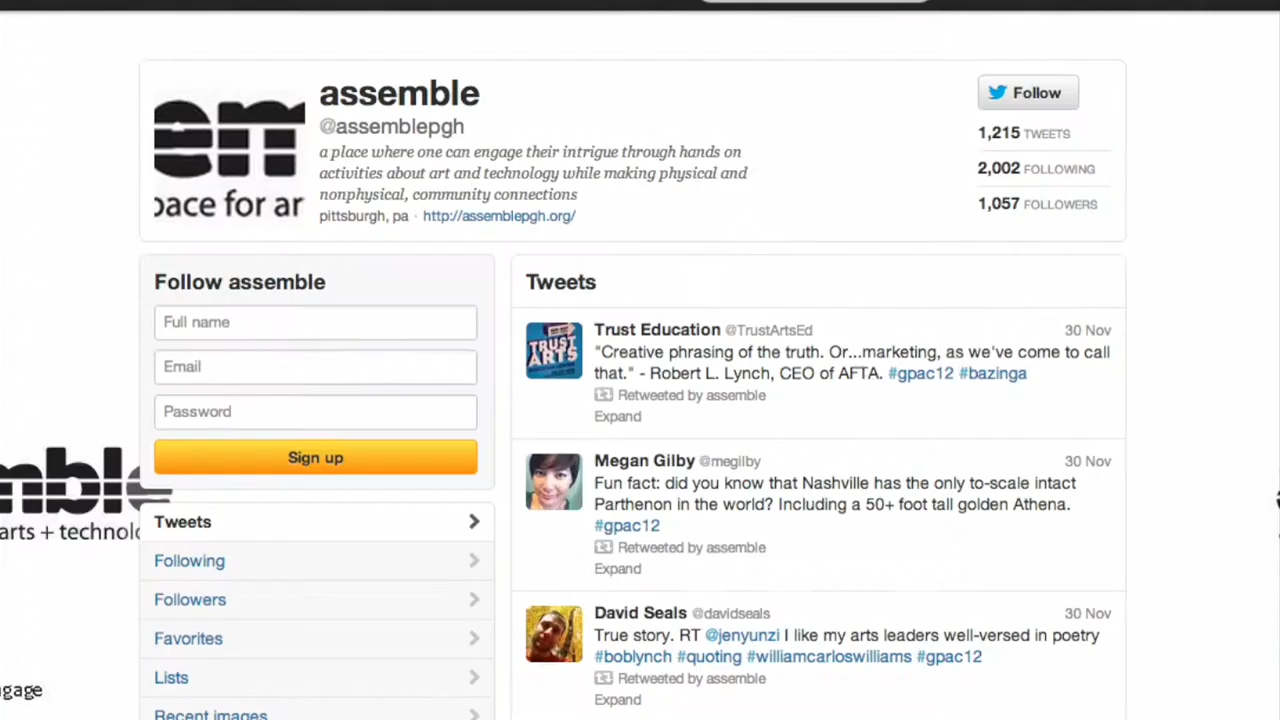 em
pace for ar
assemble
@assemblepgh
a place where one can engage their intrigue through hands on
activities about art and technology while making physical and
nonphysical, community connections
pittsburgh, pa · http://assemblepgh.org/
Follow
1,215 TWEETS
2,002 FOLLOWING
1,057 FOLLOWERS
Follow assemble
Full name
Email
Password
Sign up
mble
arts + technolo
Tweets
Following
Followers
Favorites
Lists
Recent images
ngage
Tweets
Trust Education @TrustArtsEd 30 Nov
"Creative phrasing of the truth. Or...marketing, as we've come to call
that." - Robert L. Lynch, CEO of AFTA. #gpac12 #bazinga
Retweeted by assemble
Expand
TRUST
ARTS
Megan Gilby @megilby 30 Nov
Fun fact: did you know that Nashville has the only to-scale intact
Parthenon in the world? Including a 50+ foot tall golden Athena.
#gpac12
Retweeted by assemble
Expand
David Seals @davidseals 30 Nov
True story. RT @jenyunzi I like my arts leaders well-versed in poetry
#boblynch #quoting #williamcarloswilliams #gpac12
Retweeted by assemble
Expand